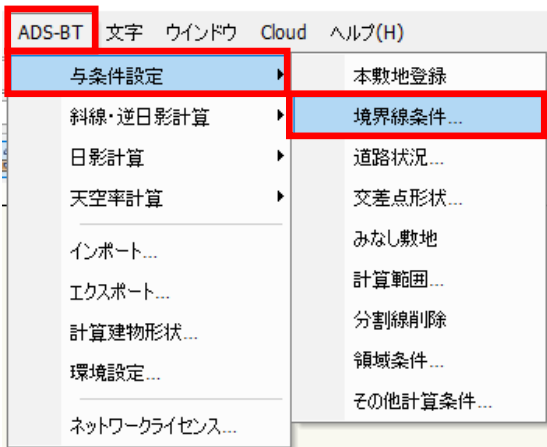 ADS-BT 文字 ウインドウ Cloud ヘルプ(H)
与条件設定
斜線・逆日影計算
日影計算
天空率計算
インポート...
エクスポート...
計算建物形状...
環境設定...
ネットワークライセンス...
本敷地登録
境界線条件...
道路状況...
交差点形状...
みなし敷地
計算範囲...
分割線削除
領域条件...
その他計算条件...